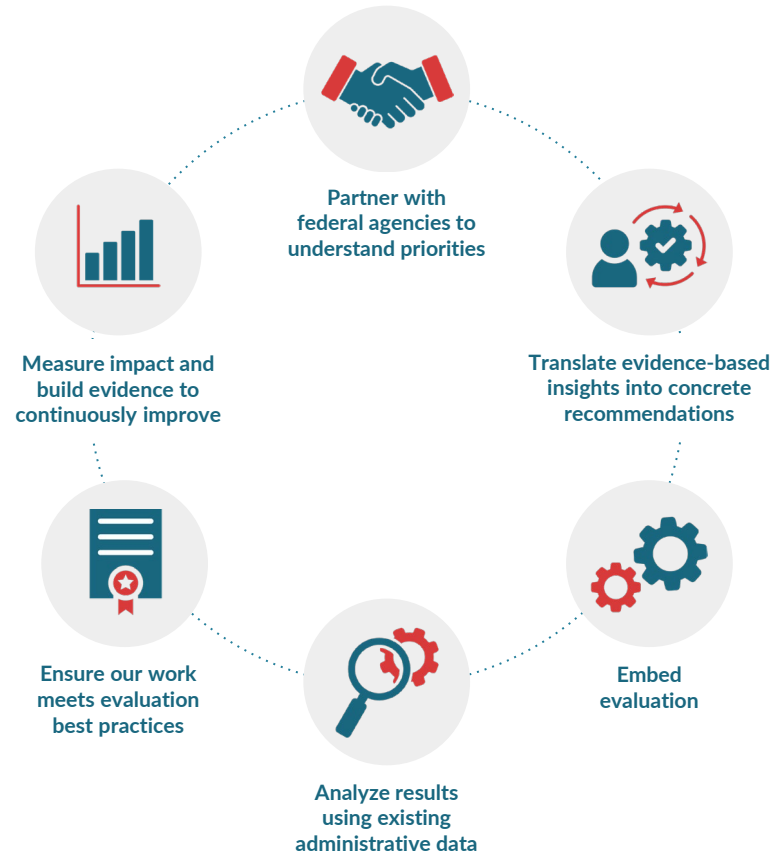 Partner with
federal agencies to
understand priorities
Translate evidence-based
insights into concrete
recommendations
Embed
evaluation
Analyze results
using existing
administrative data
Ensure our work
meets evaluation
best practices
Measure impact and
build evidence to
continuously improve